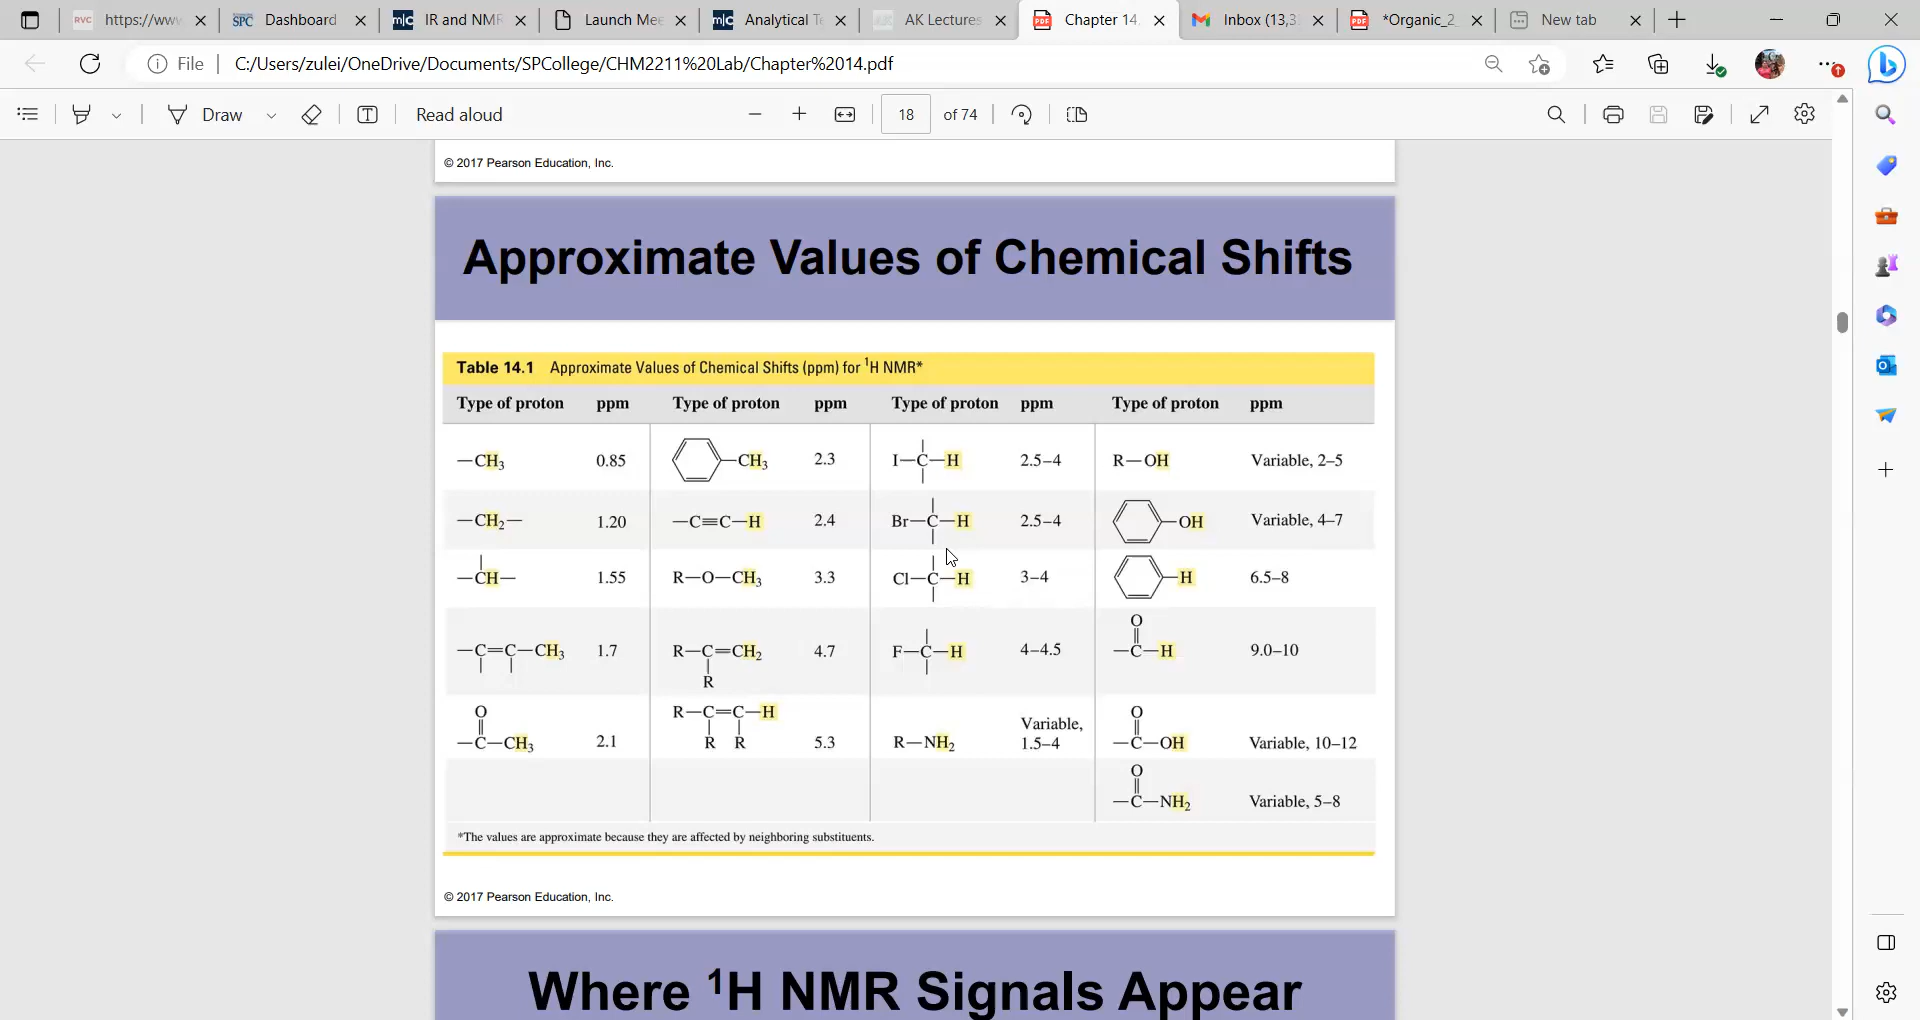 https://www
Dashboard
IR and NMR
Launch Mee
Analytical Te
AK Lectures
Chapter 14.
Inbox (13,3
*Organic_2_
New tab
File
C:/Users/zulei/OneDrive/Documents/SPCollege/CHM2211%20Lab/Chapter%2014.pdf
Draw
Read aloud
18 of 74
© 2017 Pearson Education, Inc.
Approximate Values of Chemical Shifts
Table 14.1 Approximate Values of Chemical Shifts (ppm) for ¹H NMR*
Type of proton ppm Type of proton ppm Type of proton ppm Type of proton ppm
—CH₃ 0.85 —CH₃ 2.3 I—C—H 2.5–4 R—OH Variable, 2–5
—CH₂— 1.20 —C≡C—H 2.4 Br—C—H 2.5–4 —OH Variable, 4–7
—CH— 1.55 R—O—CH₃ 3.3 Cl—C—H 3–4 —H 6.5–8
O
—C=C—CH₃ 1.7 R—C=CH₂ 4.7 F—C—H 4–4.5 —C—H 9.0–10
R
O R—C=C—H Variable, O
—C—CH₃ 2.1 R R 5.3 R—NH₂ 1.5–4 —C—OH Variable, 10–12
O
—C—NH₂ Variable, 5–8
*The values are approximate because they are affected by neighboring substituents.
© 2017 Pearson Education, Inc.
Where ¹H NMR Signals Appear